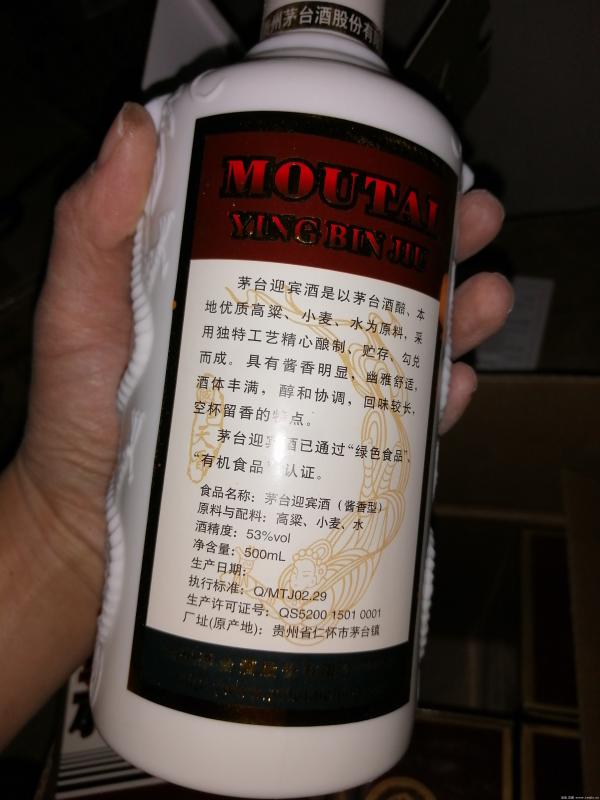 州茅台酒股份有限
MOUTAI
YING BIN JIU
茅台迎宾酒是以茅台酒醅、本
地优质高粱、小麦、水为原料，采
用独特工艺精心酿制、贮存、勾兑
而成。具有酱香明显，幽雅舒适，
酒体丰满，醇和协调，回味较长，
空杯留香的特点。
茅台迎宾酒已通过“绿色食品”、
“有机食品”认证。
食品名称：茅台迎宾酒（酱香型）
原料与配料：高粱、小麦、水
酒精度：53%vol
净含量：500mL
生产日期：
执行标准：Q/MTJ02.29
生产许可证号：QS5200 1501 0001
厂址(原产地)：贵州省仁怀市茅台镇